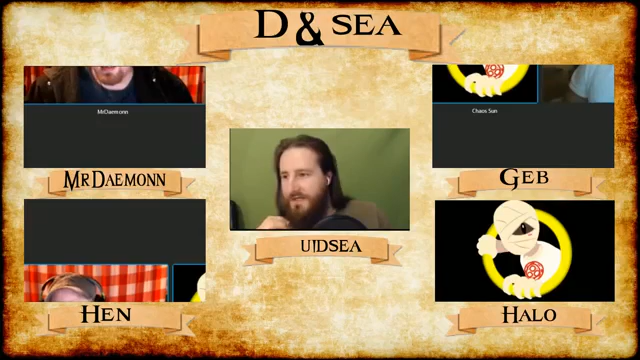 D & SEA
MrDaemonn
Chaos Sun
MRDAEMONN
GEB
UIDSEA
HEN
HALO